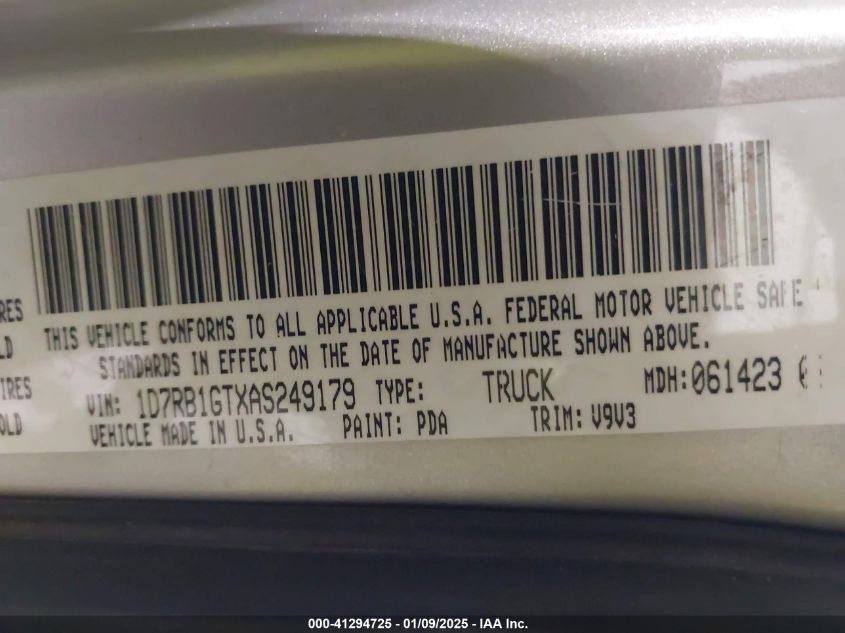 RES
LD
IRES
OLD
THIS VEHICLE CONFORMS TO ALL APPLICABLE U.S.A. FEDERAL MOTOR VEHICLE SAFE
STANDARDS IN EFFECT ON THE DATE OF MANUFACTURE SHOWN ABOVE.
VIN: 1D7RB1GTXAS249179 TYPE: TRUCK MDH:061423
VEHICLE MADE IN U.S.A. PAINT: PDA TRIM: V9V3
000-41294725 - 01/09/2025 - IAA Inc.